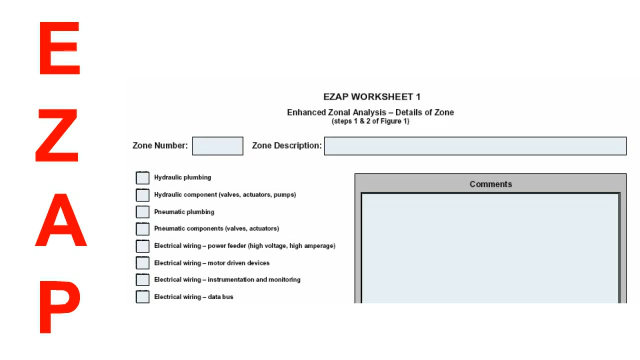 E
Z
A
P
EZAP WORKSHEET 1
Enhanced Zonal Analysis – Details of Zone
(steps 1 & 2 of Figure 1)
Zone Number: Zone Description:
Hydraulic plumbing
Hydraulic component (valves, actuators, pumps)
Pneumatic plumbing
Pneumatic components (valves, actuators)
Electrical wiring – power feeder (high voltage, high amperage)
Electrical wiring – motor driven devices
Electrical wiring – instrumentation and monitoring
Electrical wiring – data bus
Comments